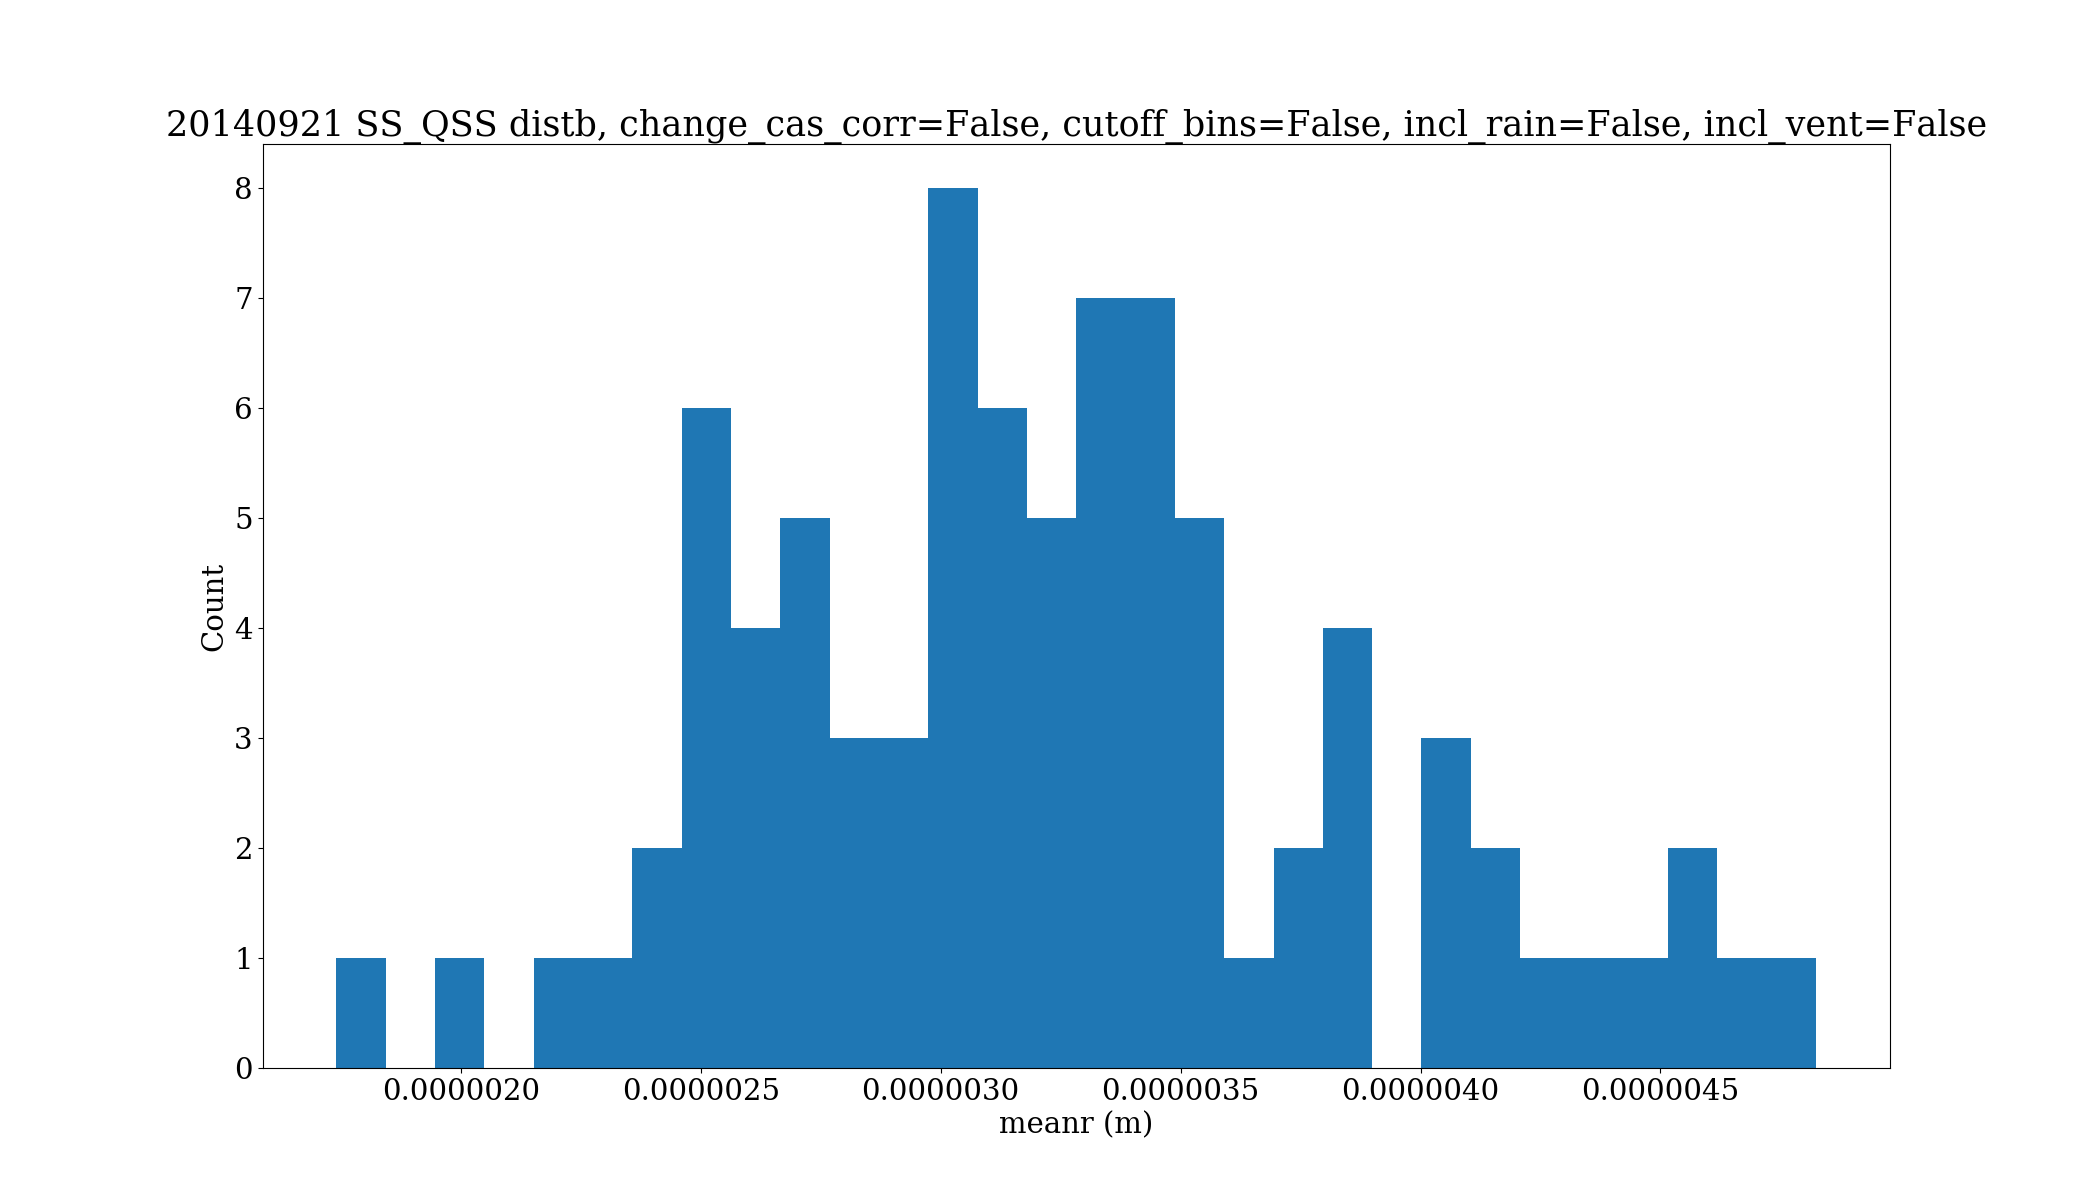 20140921 SS_QSS distb, change_cas_corr=False, cutoff_bins=False, incl_rain=False, incl_vent=False
8
7
6
5
4
3
2
1
0
Count
0.0000020 0.0000025 0.0000030 0.0000035 0.0000040 0.0000045
meanr (m)